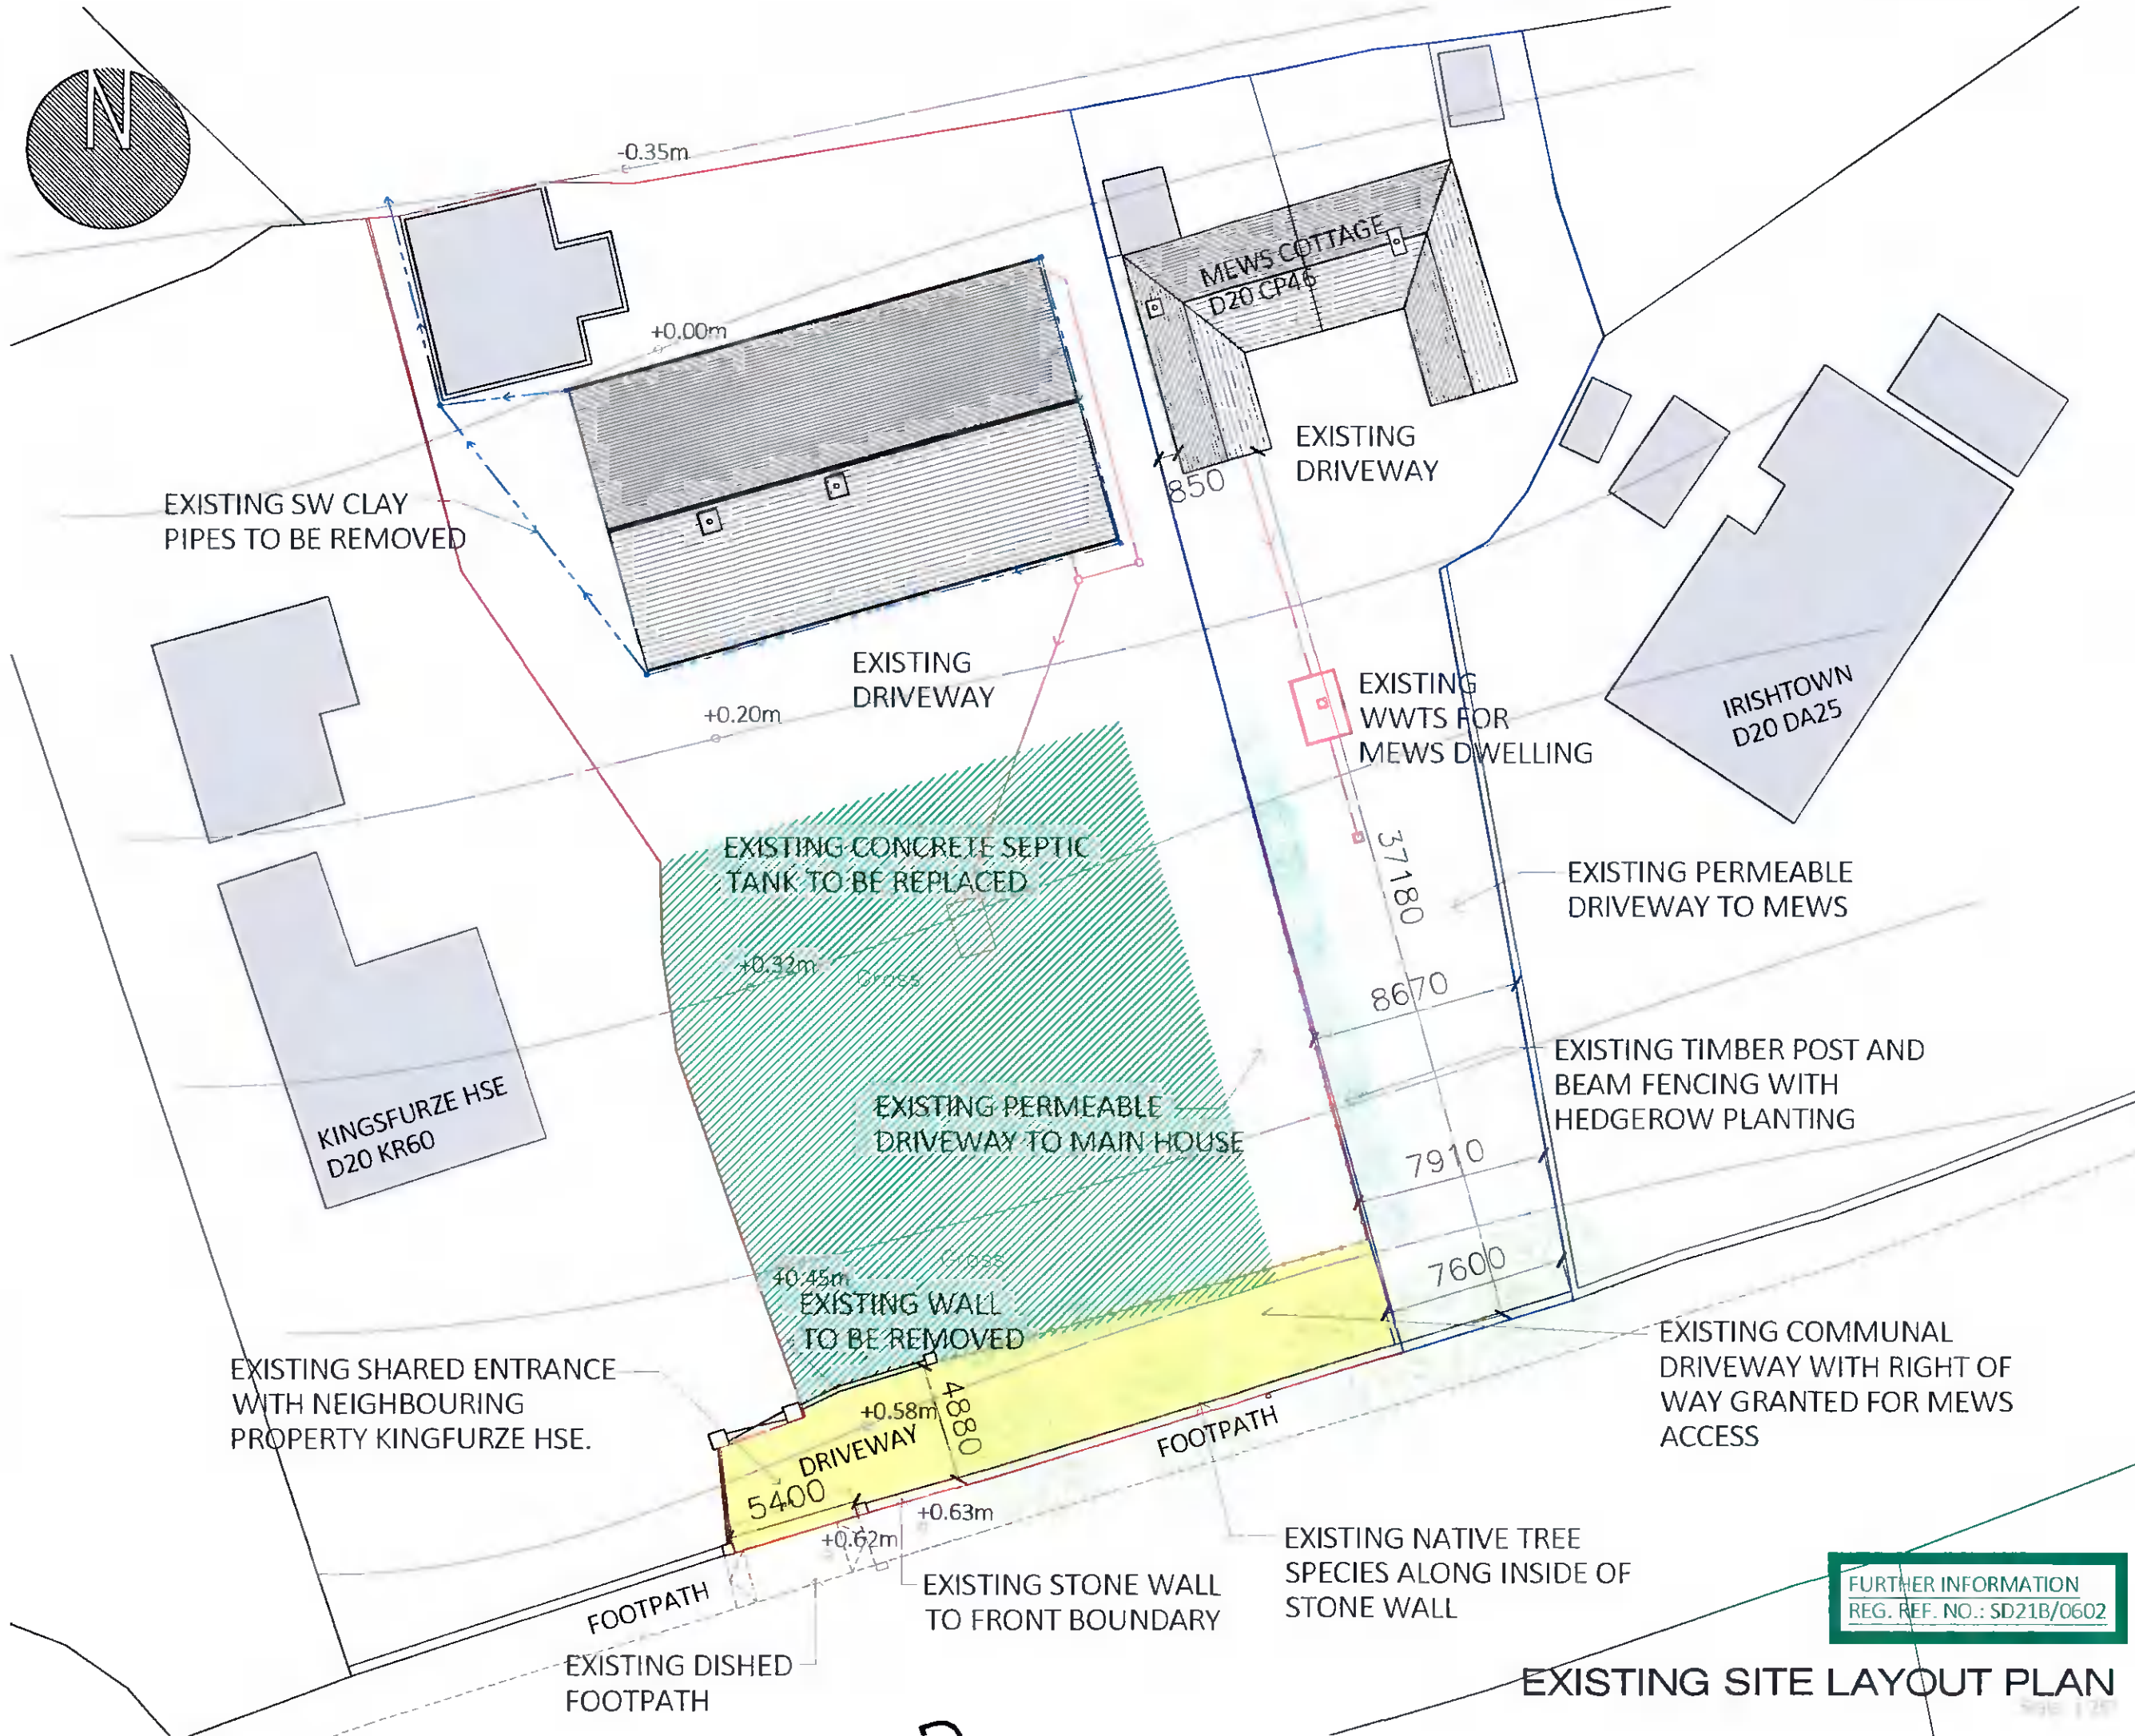 N
-0.35m
MEWS COTTAGE
D20 CP46
+0.00m
EXISTING
DRIVEWAY
850
EXISTING SW CLAY
PIPES TO BE REMOVED
EXISTING
DRIVEWAY
+0.20m
EXISTING
WWTS FOR
MEWS DWELLING
IRISHTOWN
D20 DA25
EXISTING CONCRETE SEPTIC
TANK TO BE REPLACED
37180
EXISTING PERMEABLE
DRIVEWAY TO MEWS
+0.32m
Grass
8670
EXISTING TIMBER POST AND
BEAM FENCING WITH
HEDGEROW PLANTING
KINGSFURZE HSE
D20 KR60
EXISTING PERMEABLE
DRIVEWAY TO MAIN HOUSE
7910
Grass
+0.45m
7600
EXISTING WALL
TO BE REMOVED
EXISTING SHARED ENTRANCE
WITH NEIGHBOURING
PROPERTY KINGFURZE HSE.
EXISTING COMMUNAL
DRIVEWAY WITH RIGHT OF
WAY GRANTED FOR MEWS
ACCESS
4880
+0.58m
DRIVEWAY
FOOTPATH
5400
+0.63m
+0.62m
EXISTING NATIVE TREE
SPECIES ALONG INSIDE OF
STONE WALL
EXISTING STONE WALL
TO FRONT BOUNDARY
FOOTPATH
EXISTING DISHED
FOOTPATH
FURTHER INFORMATION
REG. REF. NO.: SD21B/0602
EXISTING SITE LAYOUT PLAN